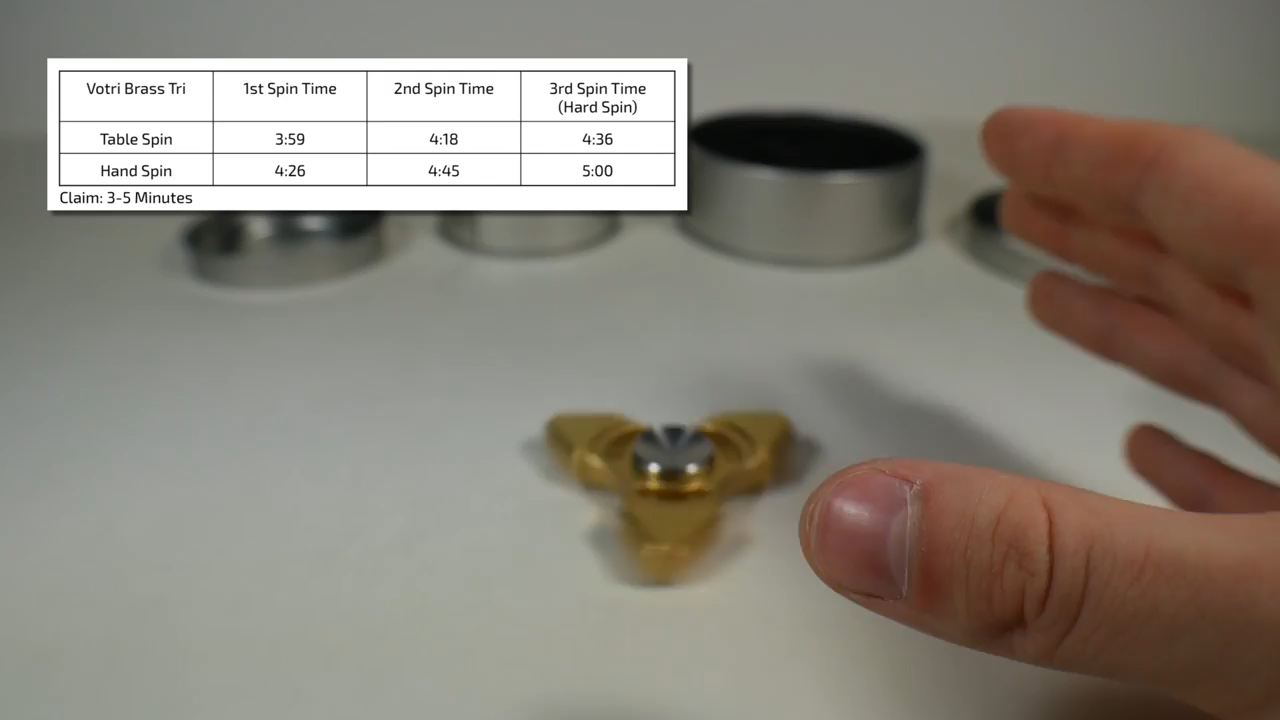 Votri Brass Tri 1st Spin Time 2nd Spin Time 3rd Spin Time
(Hard Spin)
Table Spin 3:59 4:18 4:36
Hand Spin 4:26 4:45 5:00
Claim: 3-5 Minutes